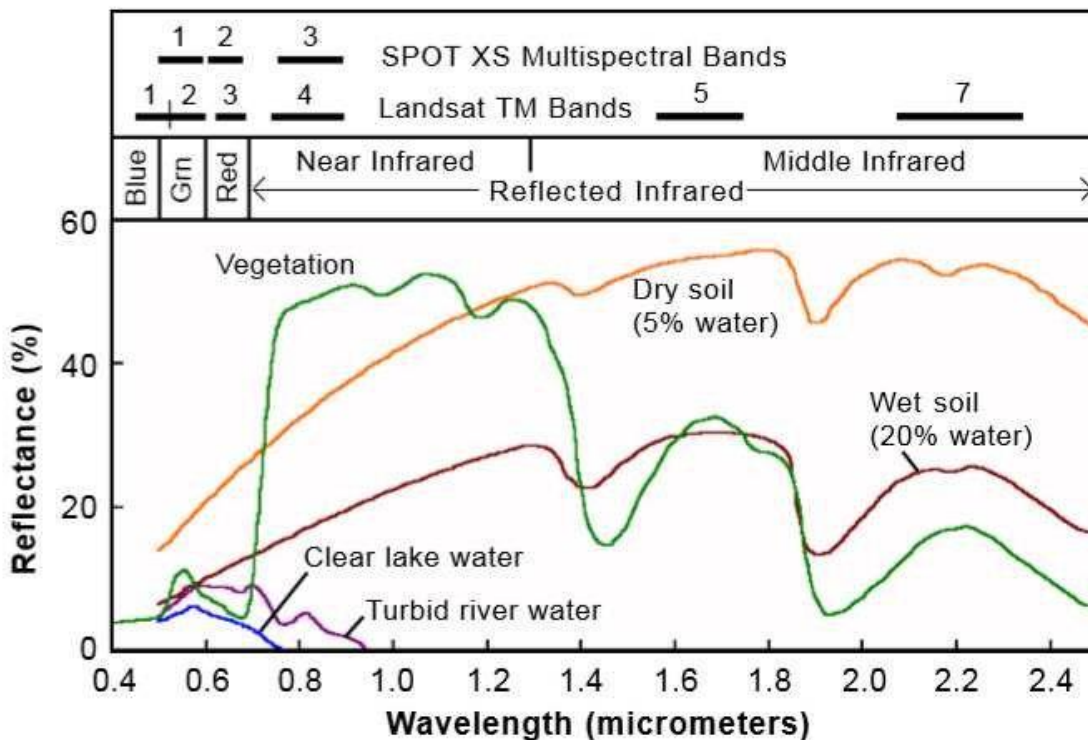 1 2 3
SPOT XS Multispectral Bands
1 2 3 4 5 7
Landsat TM Bands
Blue
Grn
Red
Near Infrared
Middle Infrared
Reflected Infrared
60
40
20
0
Reflectance (%)
Vegetation
Dry soil
(5% water)
Wet soil
(20% water)
Clear lake water
Turbid river water
0.4 0.6 0.8 1.0 1.2 1.4 1.6 1.8 2.0 2.2 2.4
Wavelength (micrometers)